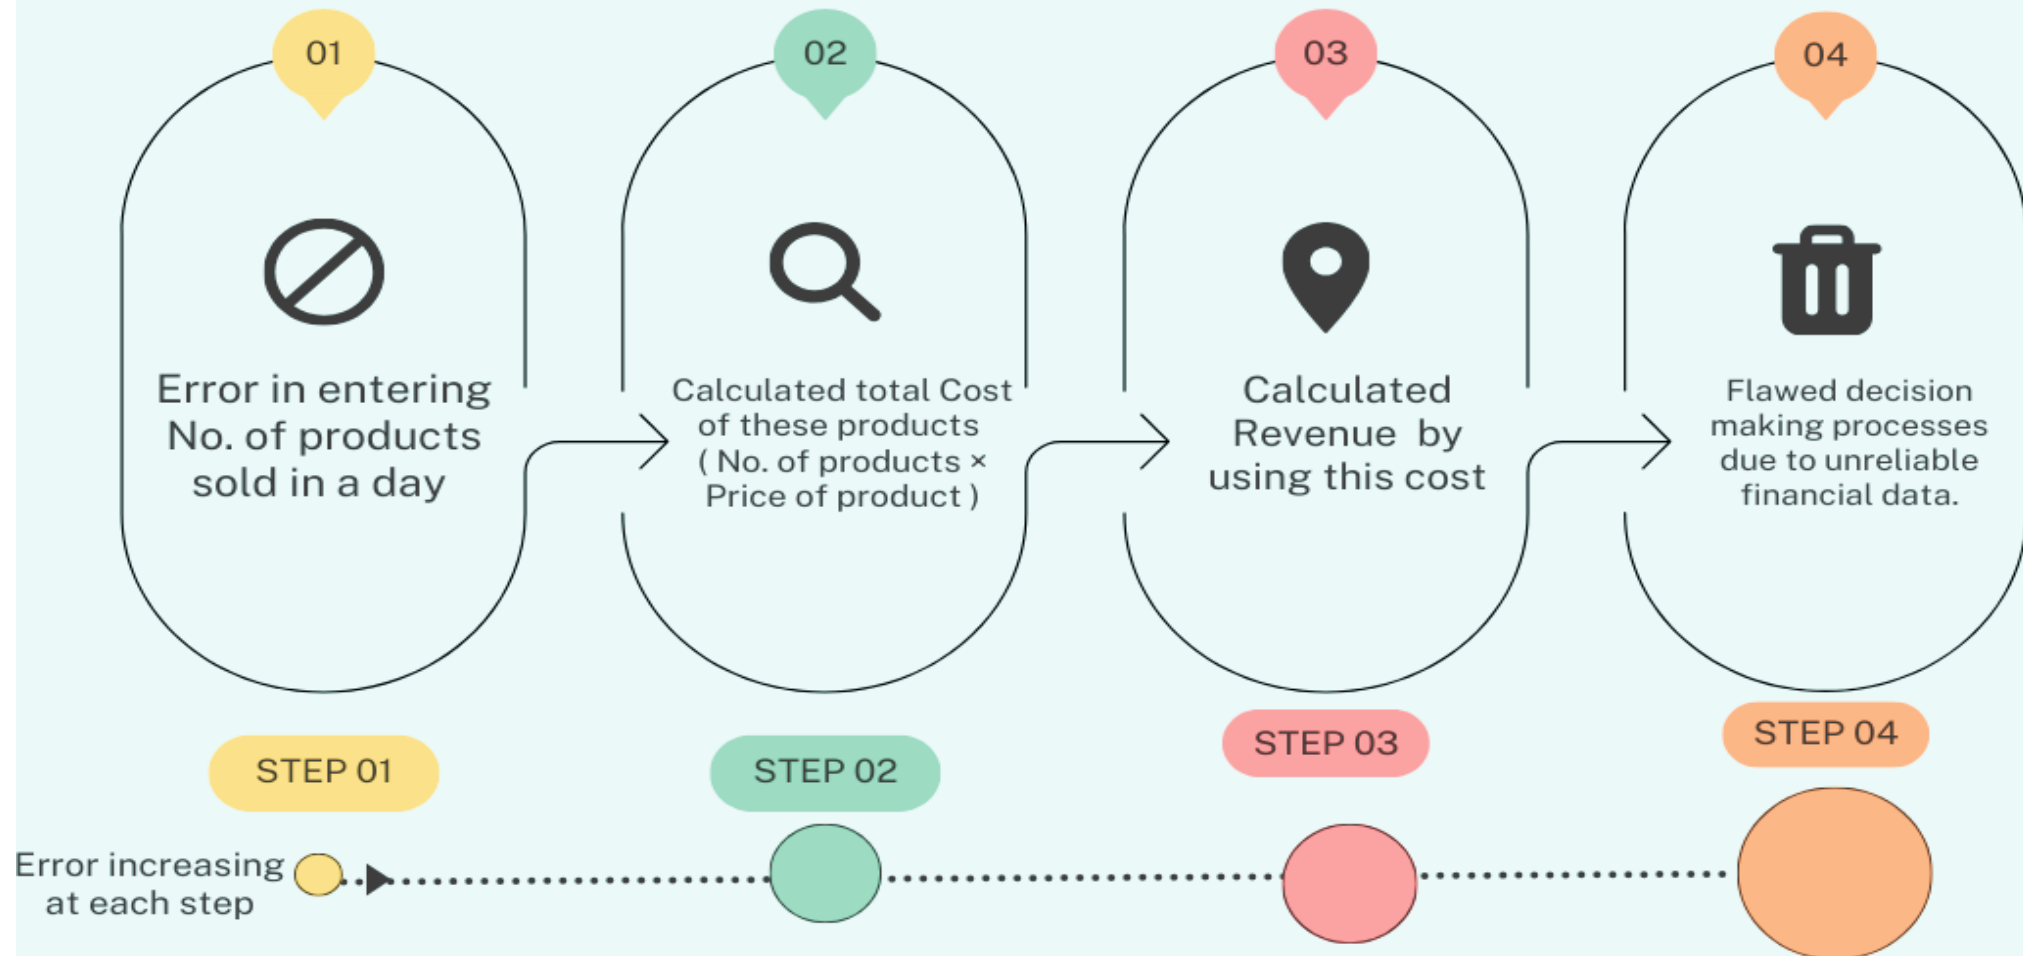 01
Error in entering
No. of products
sold in a day
STEP 01
02
Calculated total Cost
of these products
( No. of products ×
Price of product )
STEP 02
03
Calculated
Revenue by
using this cost
STEP 03
04
Flawed decision
making processes
due to unreliable
financial data.
STEP 04
Error increasing
at each step